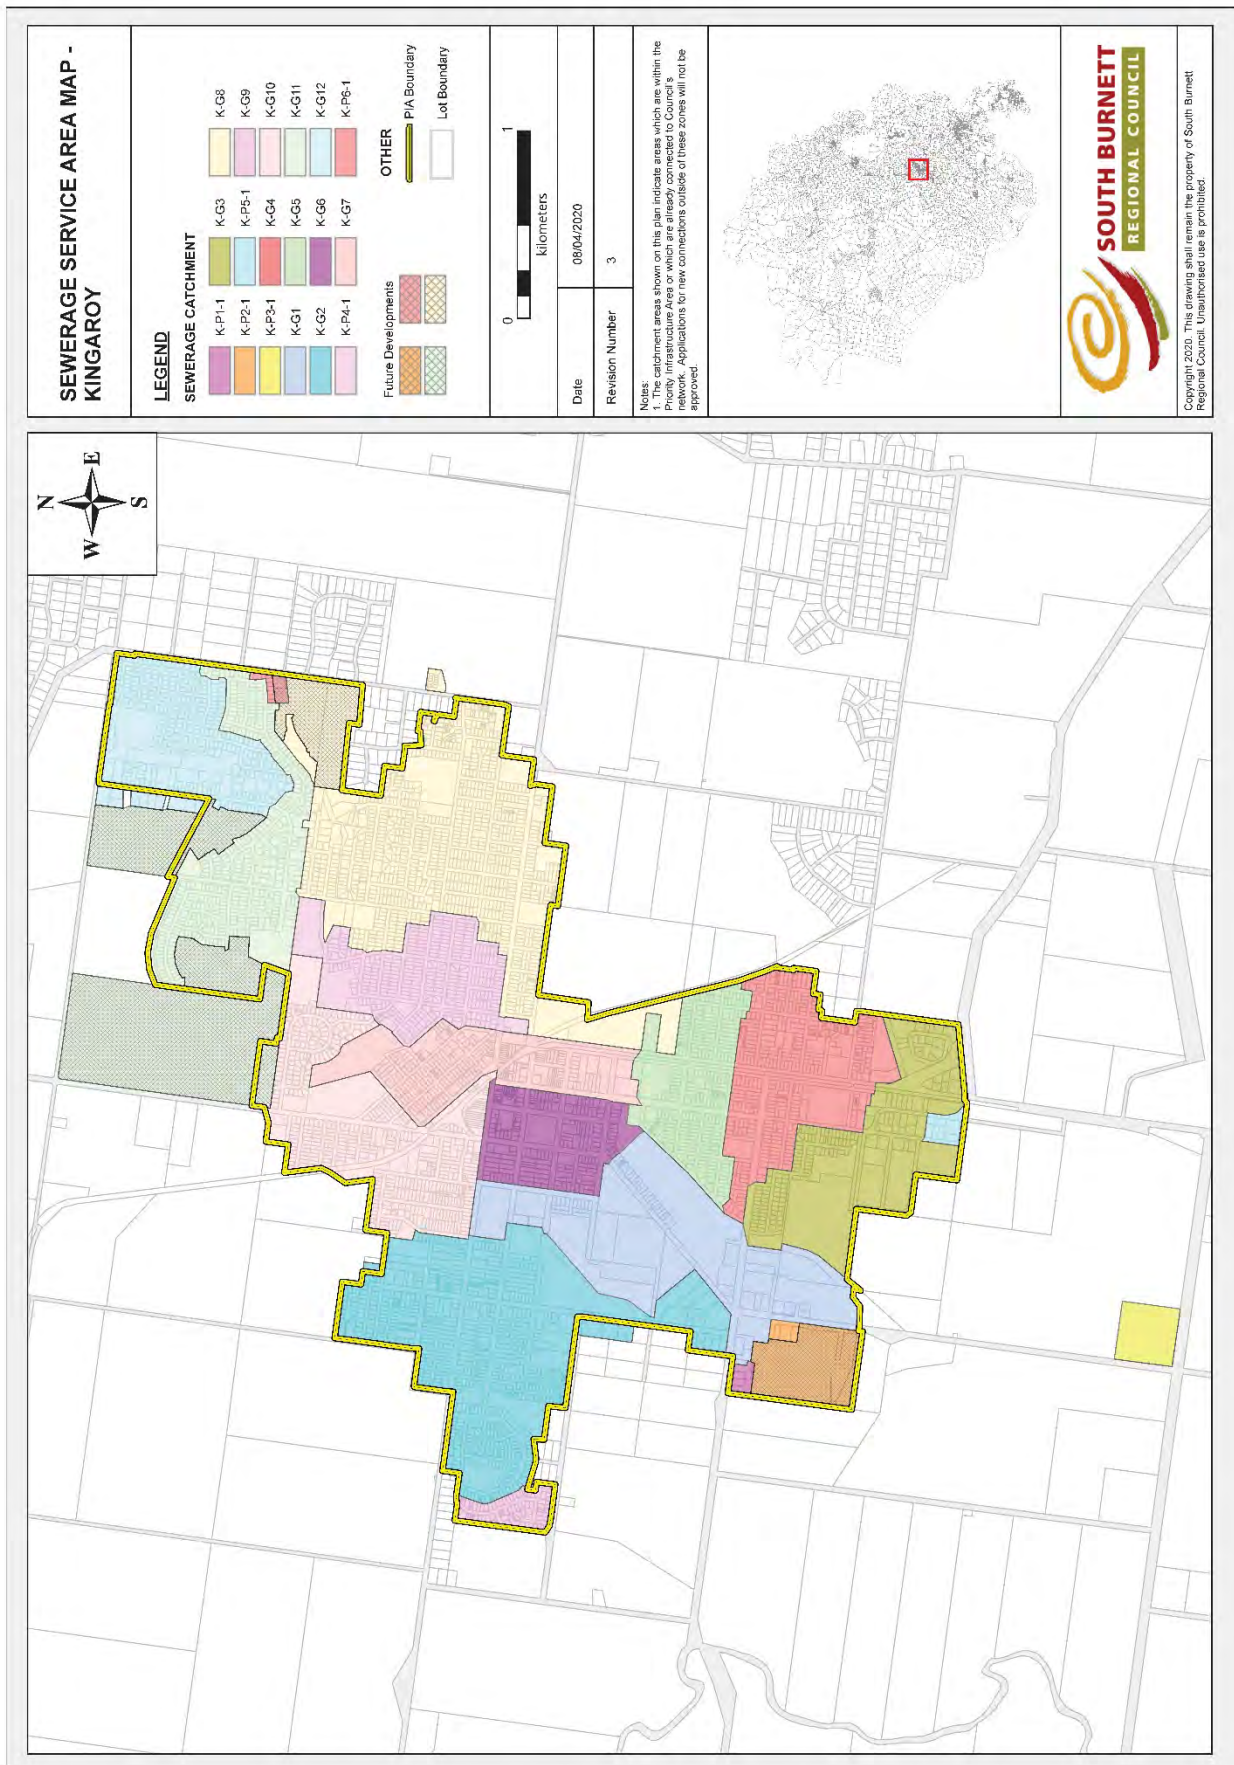 SEWERAGE SERVICE AREA MAP -
KINGAROY
LEGEND
SEWERAGE CATCHMENT
K-P1-1
K-P2-1
K-P3-1
K-G1
K-G2
K-P4-1
K-G3
K-P5-1
K-G4
K-G5
K-G6
K-G7
K-G8
K-G9
K-G10
K-G11
K-G12
K-P6-1
Future Developments
OTHER
PIA Boundary
Lot Boundary
0 1
kilometers
Date 08/04/2020
Revision Number 3
Notes:
1. The catchment areas shown on this plan indicate areas which are within the
Priority Infrastructure Area or which are already connected to Council's
network. Applications for new connections outside of these zones will not be
approved.
SOUTH BURNETT
REGIONAL COUNCIL
Copyright 2020. This drawing shall remain the property of South Burnett
Regional Council. Unauthorised use is prohibited.
N
W E
S